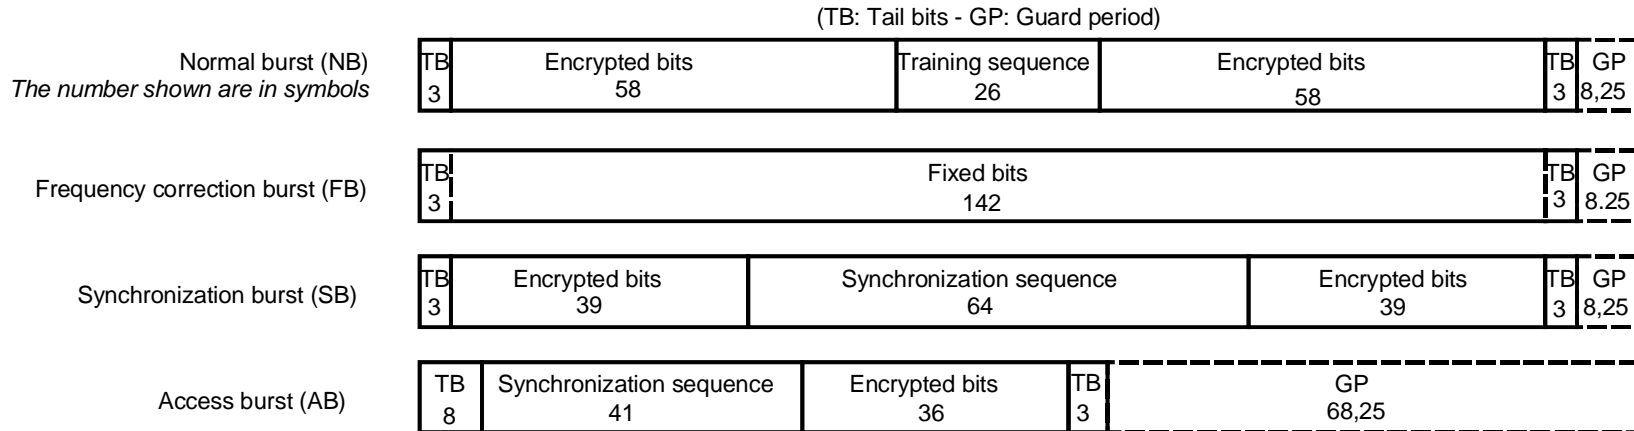 (TB: Tail bits - GP: Guard period)
Normal burst (NB)
The number shown are in symbols
TB Encrypted bits Training sequence Encrypted bits TB GP
3 58 26 58 3 8,25
Frequency correction burst (FB)
TB Fixed bits TB GP
3 142 3 8.25
Synchronization burst (SB)
TB Encrypted bits Synchronization sequence Encrypted bits TB GP
3 39 64 39 3 8,25
Access burst (AB)
TB Synchronization sequence Encrypted bits TB GP
8 41 36 3 68,25